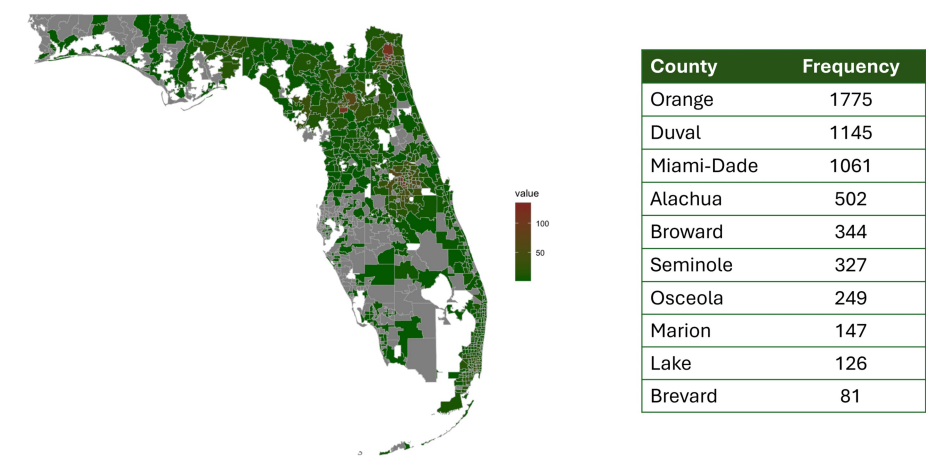 value
100
50
County Frequency
Orange 1775
Duval 1145
Miami-Dade 1061
Alachua 502
Broward 344
Seminole 327
Osceola 249
Marion 147
Lake 126
Brevard 81